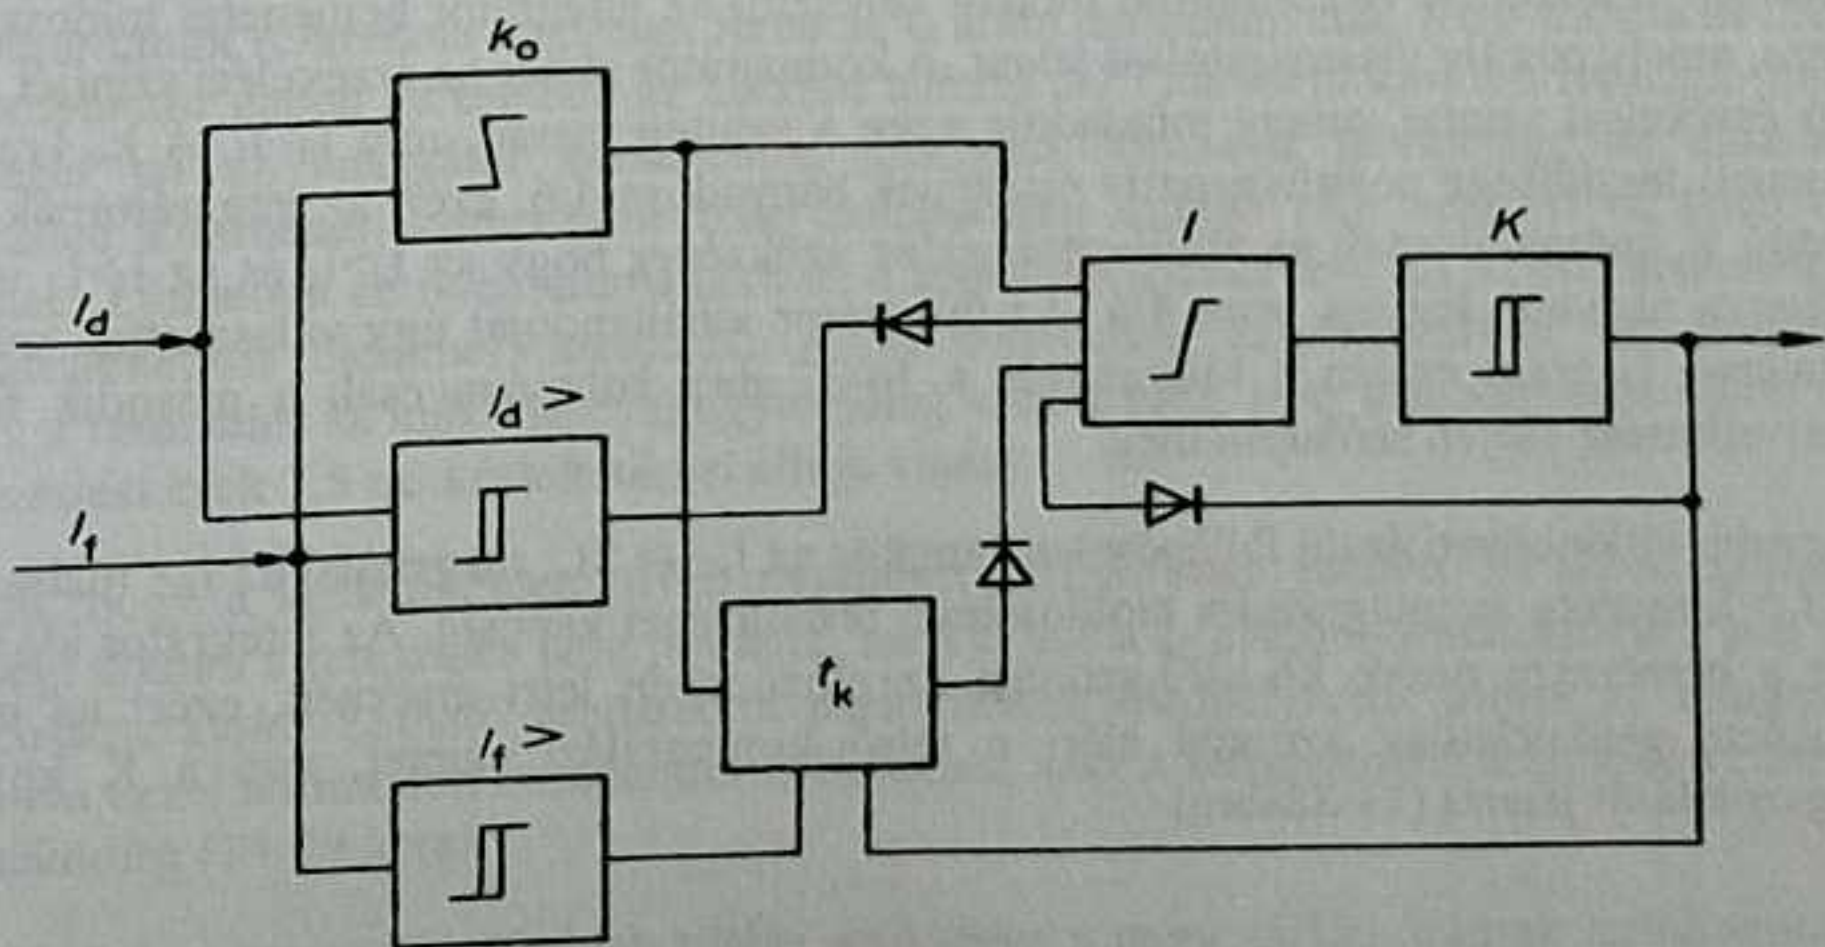 k₀
I
K
I_d
I_d >
I_f
t_k
I_f >